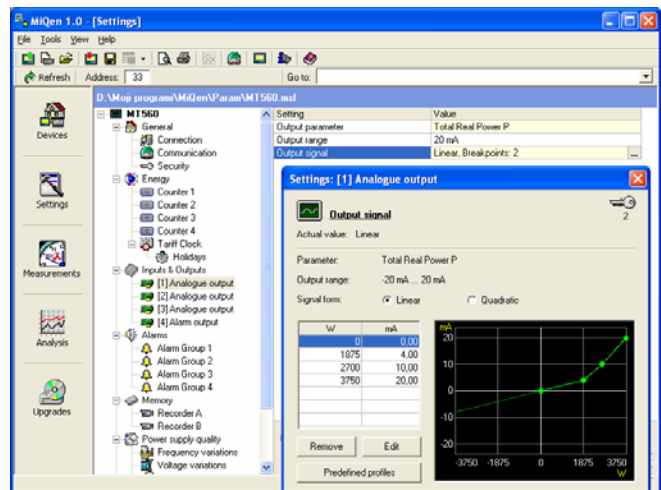 MiQen 1.0 - [Settings]
File Tools View Help
Refresh Address: 33 Go to:
D:\Moji programi\MiQen\Param\MT560.msf
Devices
Settings
Measurements
Analysis
Upgrades
MT560
General
Connection
Communication
Security
Energy
Counter 1
Counter 2
Counter 3
Counter 4
Tariff Clock
Holidays
Inputs & Outputs
[1] Analogue output
[2] Analogue output
[3] Analogue output
[4] Alarm output
Alarms
Alarm Group 1
Alarm Group 2
Alarm Group 3
Alarm Group 4
Memory
Recorder A
Recorder B
Power supply quality
Frequency variations
Voltage variations
Setting Value
Output parameter Total Real Power P
Output range 20 mA
Output signal Linear, Breakpoints: 2 ...
Settings: [1] Analogue output
Output signal
2
Actual value: Linear
Parameter: Total Real Power P
Output range: -20 mA ... 20 mA
Signal form: Linear Quadratic
W mA
0 0,00
1875 4,00
2700 10,00
3750 20,00
Remove Edit
Predefined profiles
mA
20
10
0
-10
-20
-3750 -1875 0 1875 3750
W